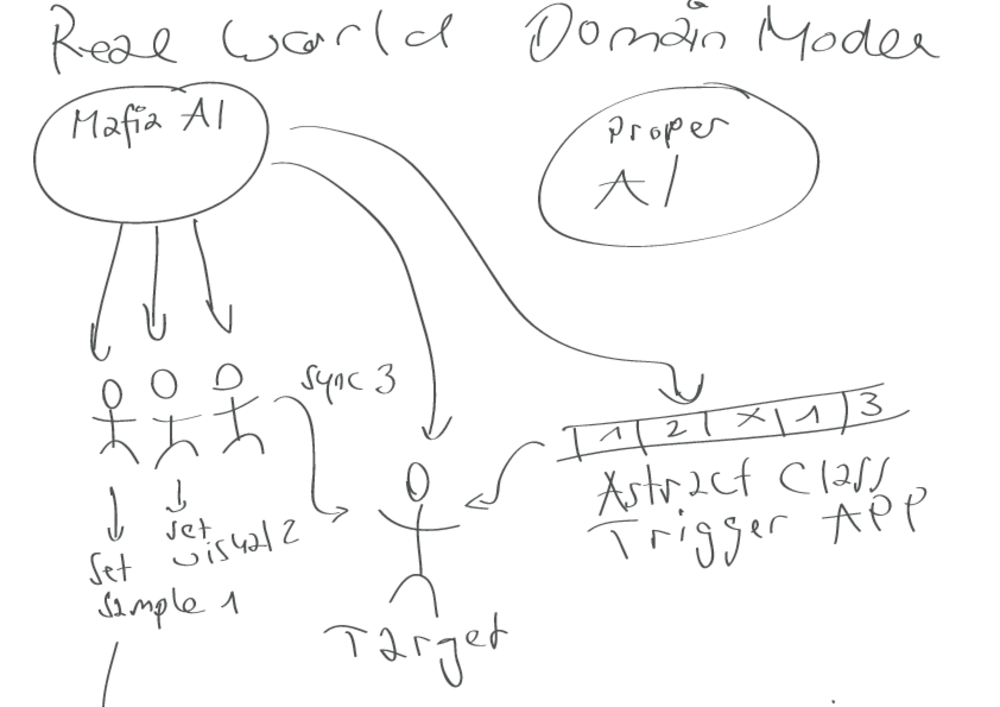 Real World Domain Model
Mafia AI
Proper
AI
sync 3
1 2 X 1 3
Astract Class
Trigger APP
set
visual 2
set
sample 1
Target